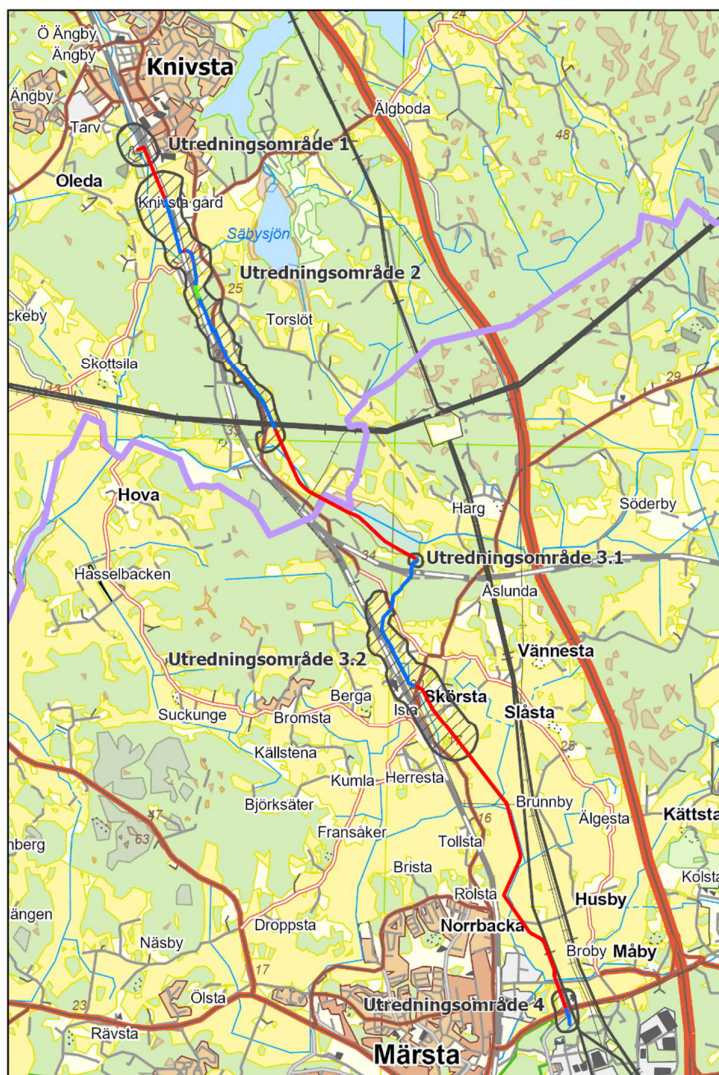 Ö Ängby
Ängby
Knivsta
24
Ängby
Tarv
Älgboda
48
Utredningsområde 1
Oleda
Knivsta gård
Säbysjön
Utredningsområde 2
25
Torslöt
ckeby
Skottsila
13
29
39
Hova
Harg
Söderby
34
Utredningsområde 3.1
Hasselbacken
Åslunda
Vännesta
Utredningsområde 3.2
Berga
Skörsta
Suckunge
Bromsta
Ista
Slåsta
Källstena
25
Kumla
Herresta
Björksäter
Brunnby
47
Älgesta
Kättsta
16
63
Fransåker
Tollsta
nberg
Brista
Kolsta
Rolsta
Husby
ängen
Droppsta
Norrbacka
Näsby
Broby
Måby
17
Ölsta
Utredningsområde 4
23
Rävsta
Märsta